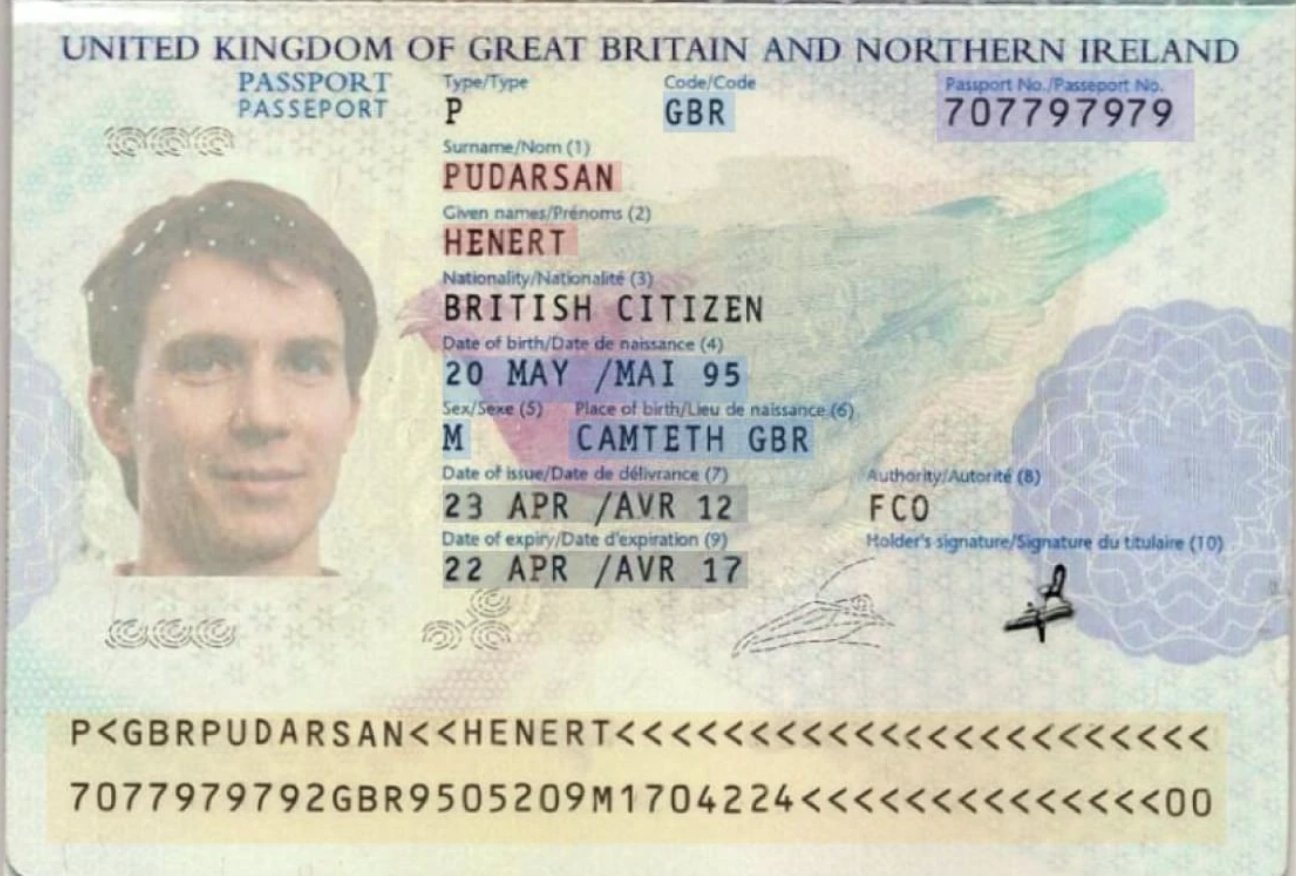 UNITED KINGDOM OF GREAT BRITAIN AND NORTHERN IRELAND
PASSPORT
PASSEPORT
Type/Type
P
Code/Code
GBR
Passport No./Passeport No.
707797979
Surname/Nom (1)
PUDARSAN
Given names/Prénoms (2)
HENERT
Nationality/Nationalité (3)
BRITISH CITIZEN
Date of birth/Date de naissance (4)
20 MAY /MAI 95
Sex/Sexe (5) Place of birth/Lieu de naissance (6)
M CAMTETH GBR
Date of issue/Date de délivrance (7)
23 APR /AVR 12
Authority/Autorité (8)
FCO
Date of expiry/Date d'expiration (9)
22 APR /AVR 17
Holder's signature/Signature du titulaire (10)
P<GBRPUDARSAN<<HENERT<<<<<<<<<<<<<<<<<<<<<<<
7077979792GBR9505209M1704224<<<<<<<<<<<<<<00